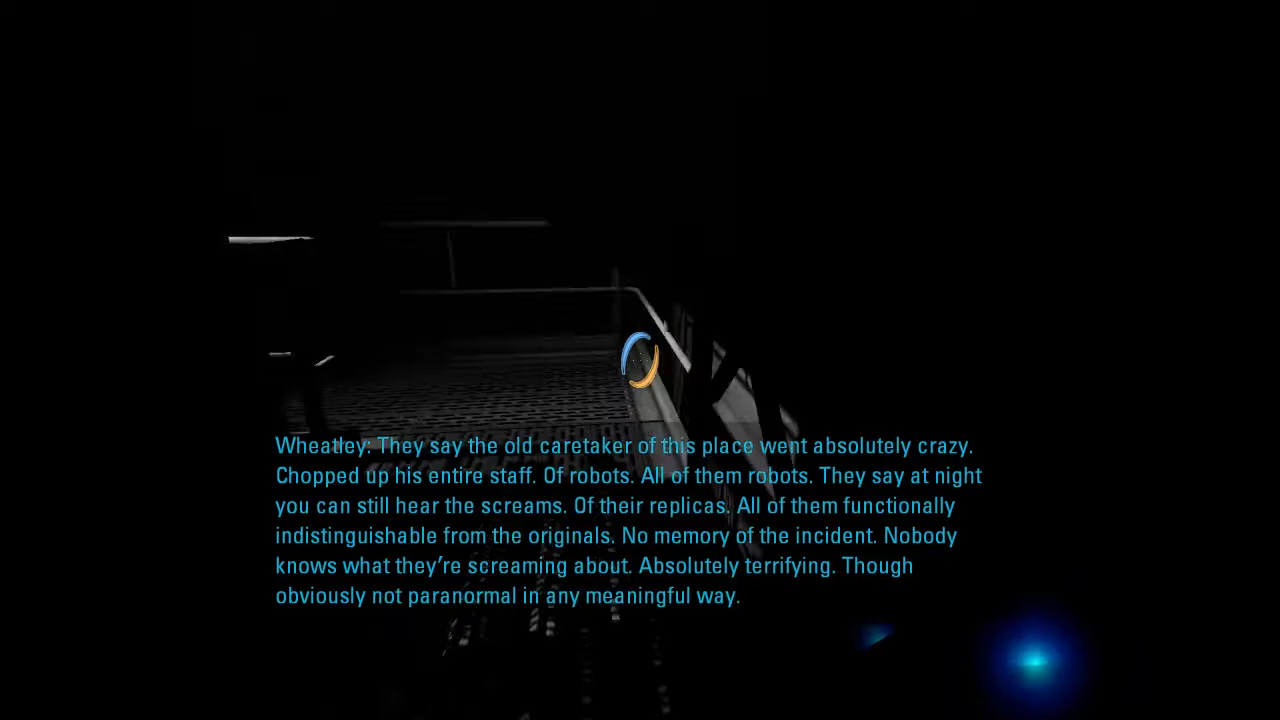 Wheatley: They say the old caretaker of this place went absolutely crazy.
Chopped up his entire staff. Of robots. All of them robots. They say at night
you can still hear the screams. Of their replicas. All of them functionally
indistinguishable from the originals. No memory of the incident. Nobody
knows what they’re screaming about. Absolutely terrifying. Though
obviously not paranormal in any meaningful way.